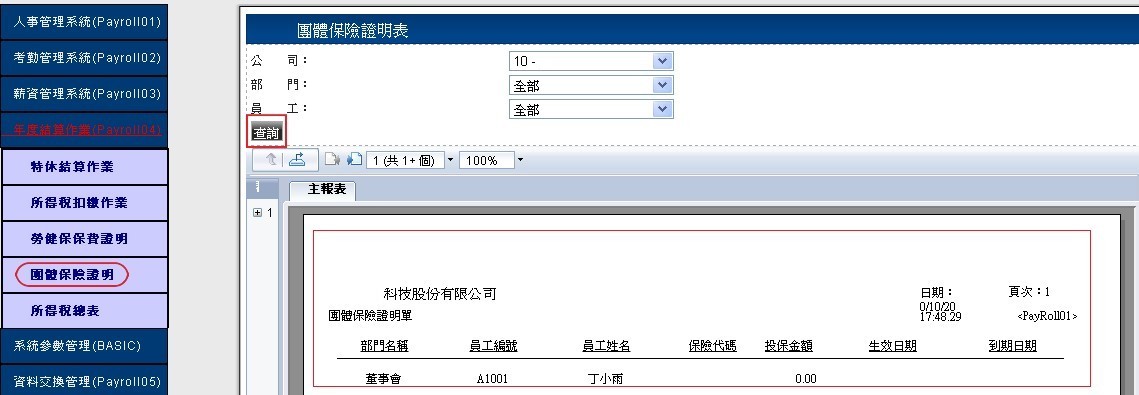 人事管理系統(Payroll01)
考勤管理系統(Payroll02)
薪資管理系統(Payroll03)
年度結算作業(Payroll04)
特休結算作業
所得稅扣繳作業
勞健保保費證明
團體保險證明
所得稅總表
系統參數管理(BASIC)
資料交換管理(Payroll05)
團體保險證明表
公 司： 10 -
部 門： 全部
員 工： 全部
查詢
1 (共 1+ 個) 100%
主報表
1
科技股份有限公司 日期： 頁次：1
0/10/20
團體保險證明單 17:48.29 <PayRoll01>
部門名稱 員工編號 員工姓名 保險代碼 投保金額 生效日期 到期日期
董事會 A1001 丁小雨 0.00